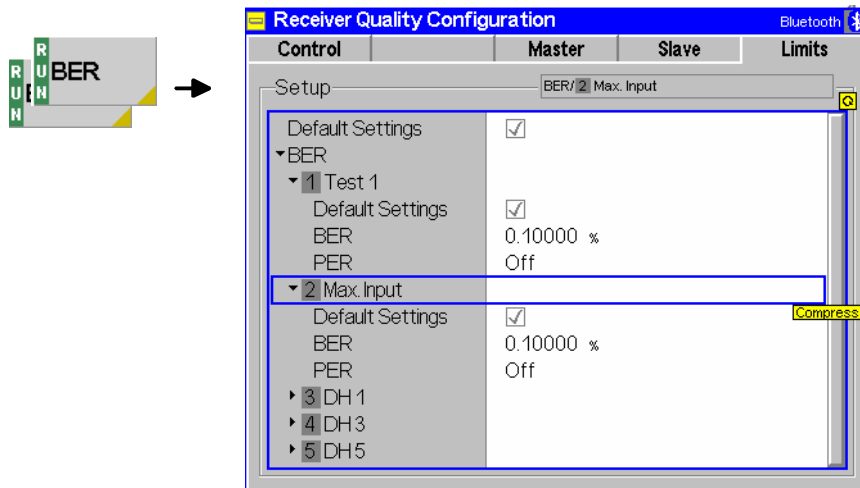 RUN BER
RUN
Receiver Quality Configuration Bluetooth
Control Master Slave Limits
Setup BER/2 Max. Input
Default Settings
BER
1 Test 1
Default Settings
BER 0.10000 %
PER Off
2 Max. Input
Compress
Default Settings
BER 0.10000 %
PER Off
3 DH 1
4 DH 3
5 DH 5